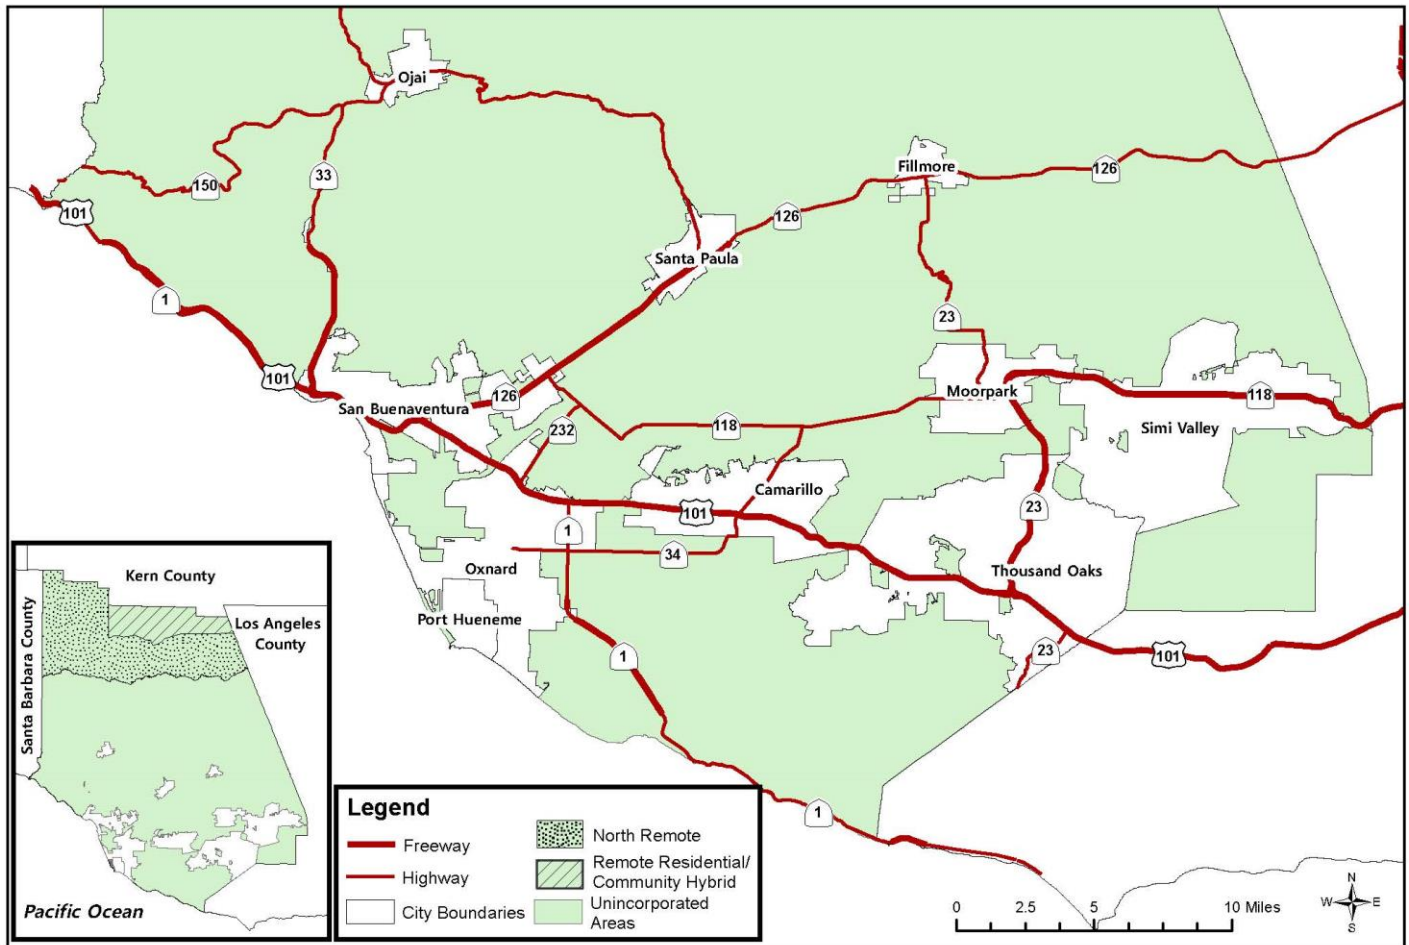 Ojai
Fillmore
126
33
150
101
126
Santa Paula
1
23
101
126
Moorpark
118
San Buenaventura
232
118
Simi Valley
Camarillo
101
23
1
34
Oxnard
Thousand Oaks
Port Hueneme
1
23
101
1
Kern County
Santa Barbara County
Los Angeles
County
Pacific Ocean
Legend
Freeway
Highway
City Boundaries
North Remote
Remote Residential/
Community Hybrid
Unincorporated
Areas
0 2.5 5 10 Miles
N
W E
S